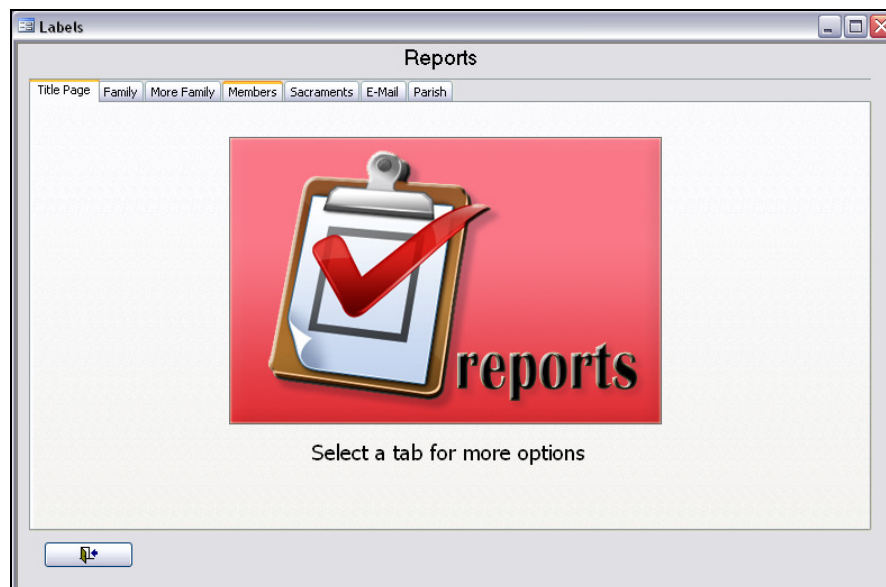 Labels
Reports
Title Page Family More Family Members Sacraments E-Mail Parish
reports
Select a tab for more options